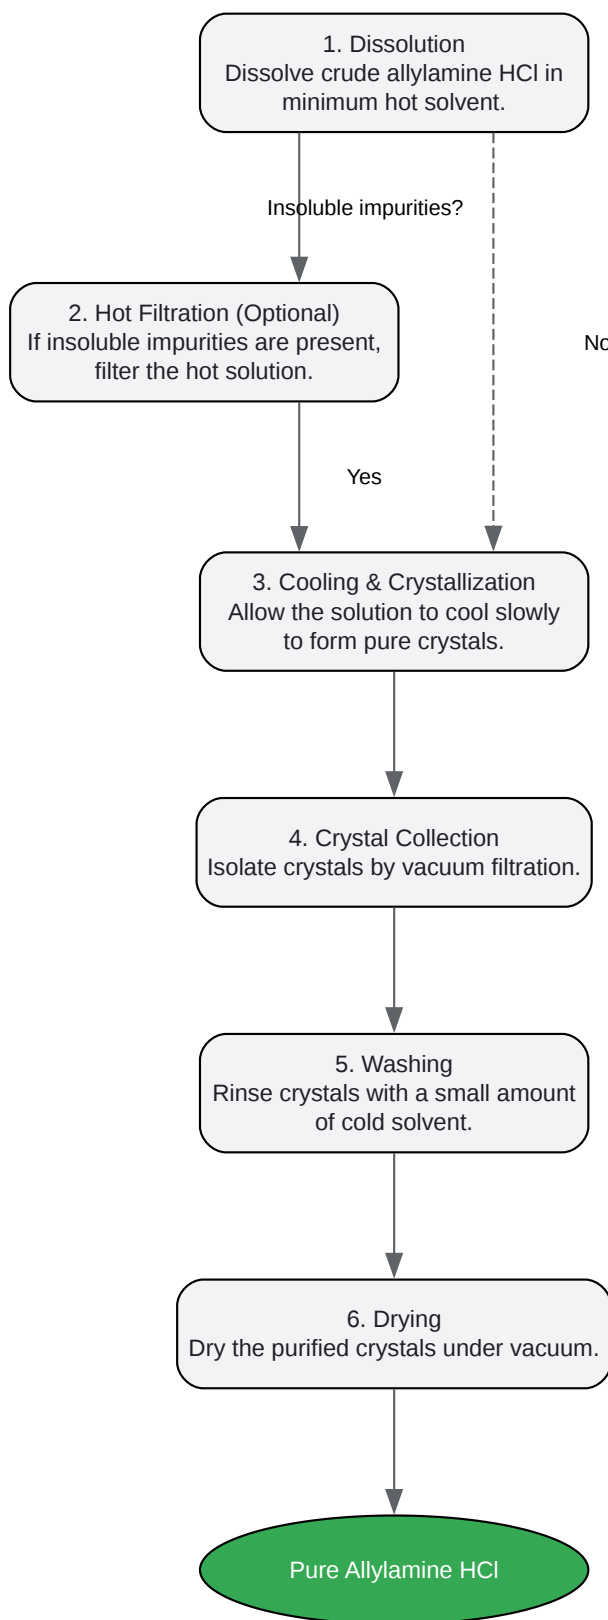 1. Dissolution
Dissolve crude allylamine HCl in
minimum hot solvent.
Insoluble impurities?
2. Hot Filtration (Optional)
If insoluble impurities are present,
filter the hot solution.
No
Yes
3. Cooling & Crystallization
Allow the solution to cool slowly
to form pure crystals.
4. Crystal Collection
Isolate crystals by vacuum filtration.
5. Washing
Rinse crystals with a small amount
of cold solvent.
6. Drying
Dry the purified crystals under vacuum.
Pure Allylamine HCl